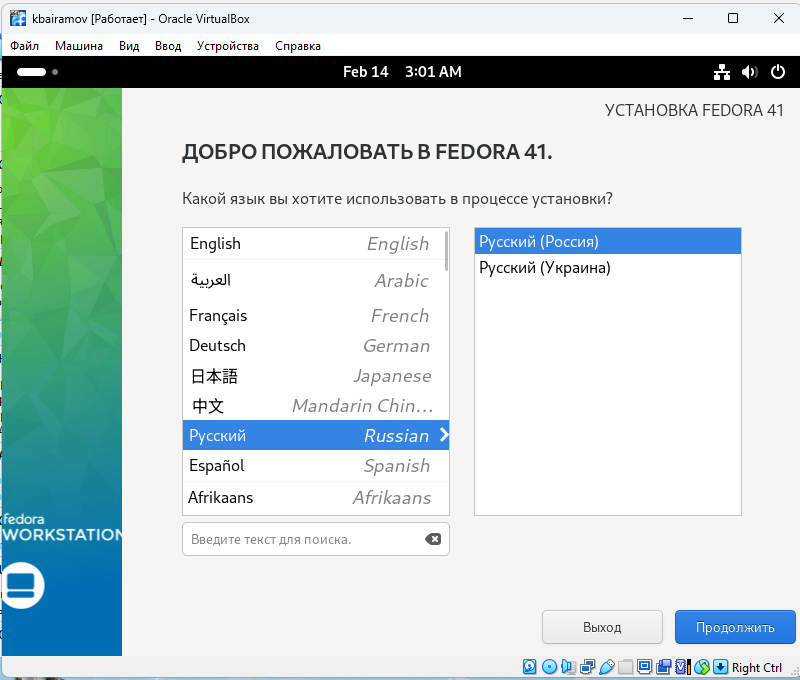 kbairamov [Работает] - Oracle VirtualBox
Файл Машина Вид Ввод Устройства Справка
Feb 14 3:01 AM
УСТАНОВКА FEDORA 41
ДОБРО ПОЖАЛОВАТЬ В FEDORA 41.
Какой язык вы хотите использовать в процессе установки?
English English
العربية Arabic
Français French
Deutsch German
日本語 Japanese
中文 Mandarin Chin…
Русский Russian
Español Spanish
Afrikaans Afrikaans
Введите текст для поиска.
Русский (Россия)
Русский (Украина)
fedora
WORKSTATION
Выход Продолжить
Right Ctrl